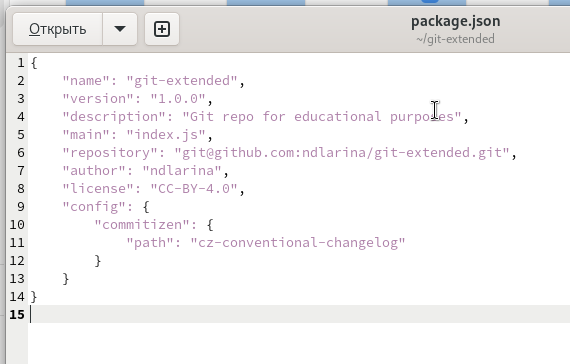 Открыть
package.json
~/git-extended
1 {
2     "name": "git-extended",
3     "version": "1.0.0",
4     "description": "Git repo for educational purposes",
5     "main": "index.js",
6     "repository": "git@github.com:ndlarina/git-extended.git",
7     "author": "ndlarina",
8     "license": "CC-BY-4.0",
9     "config": {
10         "commitizen": {
11             "path": "cz-conventional-changelog"
12         }
13     }
14 }
15